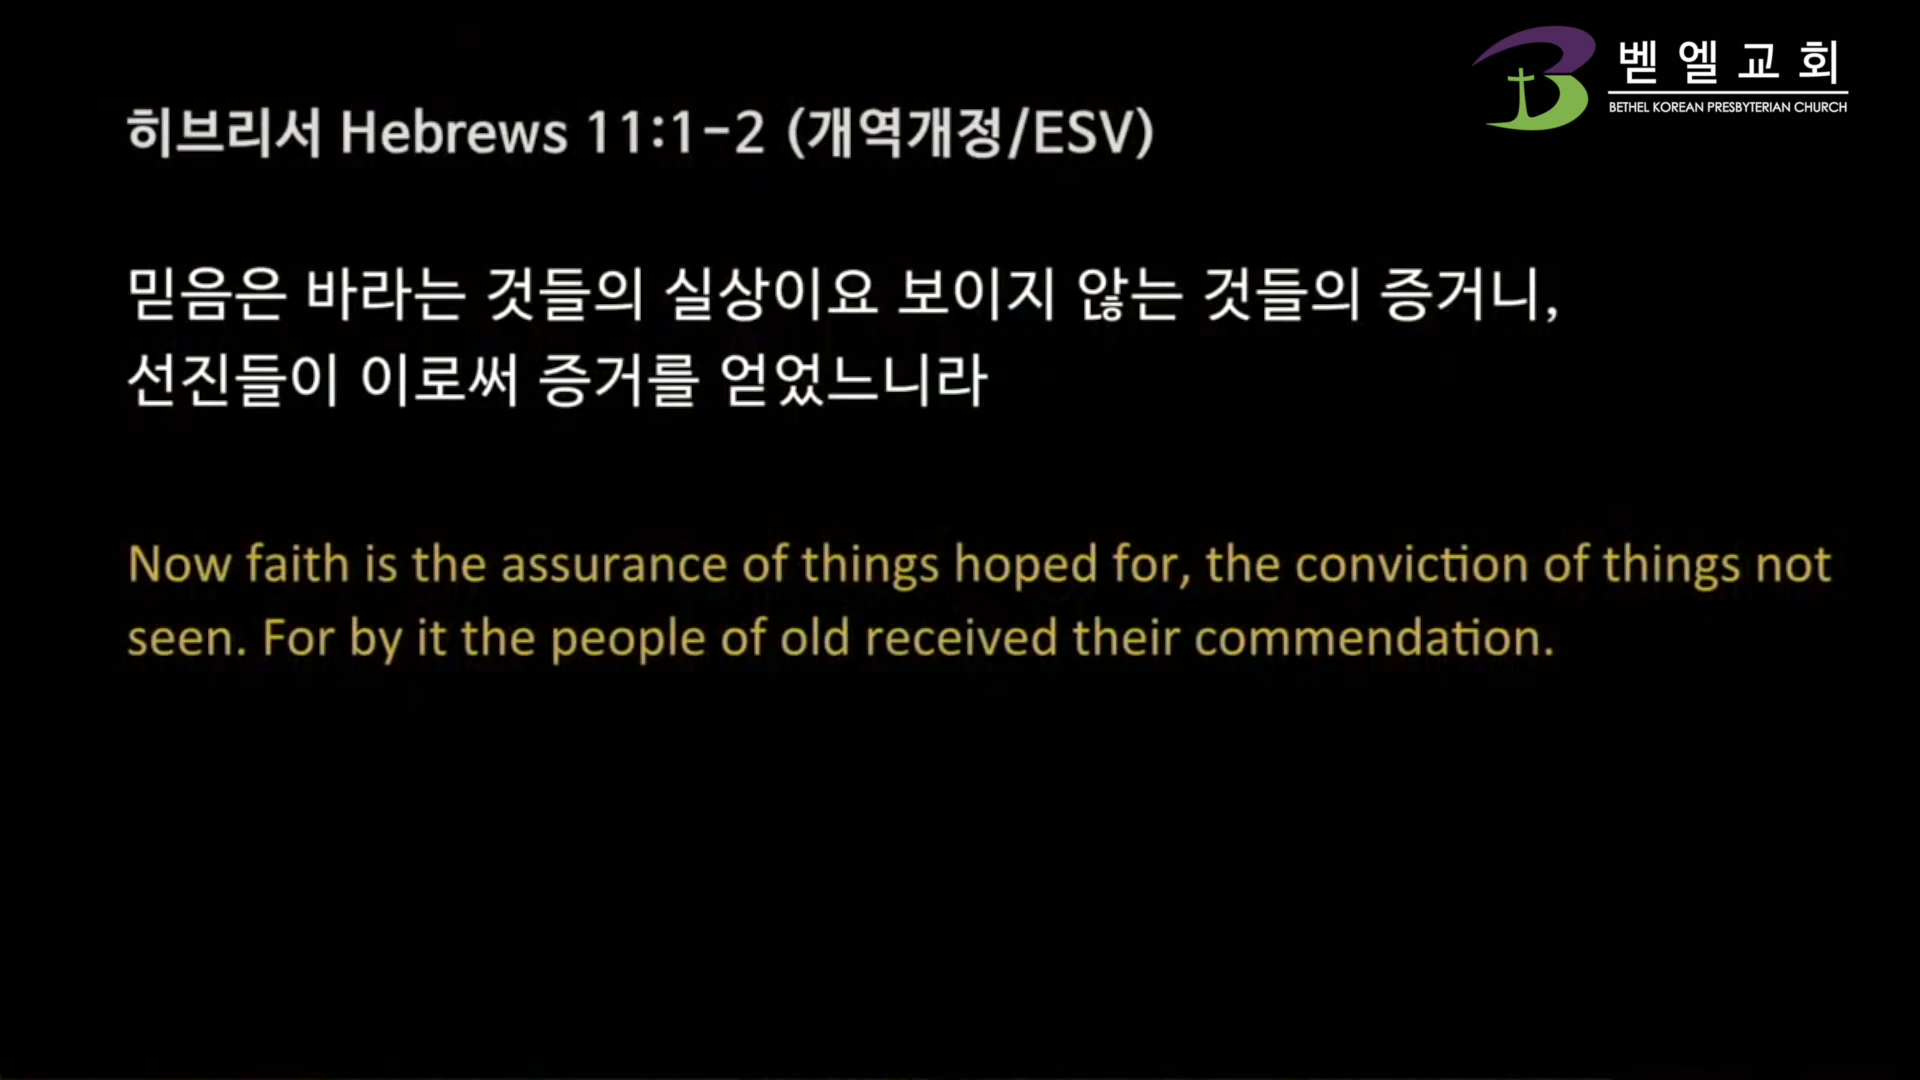 벧엘교회
BETHEL KOREAN PRESBYTERIAN CHURCH
히브리서 Hebrews 11:1-2 (개역개정/ESV)
믿음은 바라는 것들의 실상이요 보이지 않는 것들의 증거니,
선진들이 이로써 증거를 얻었느니라
Now faith is the assurance of things hoped for, the conviction of things not
seen. For by it the people of old received their commendation.